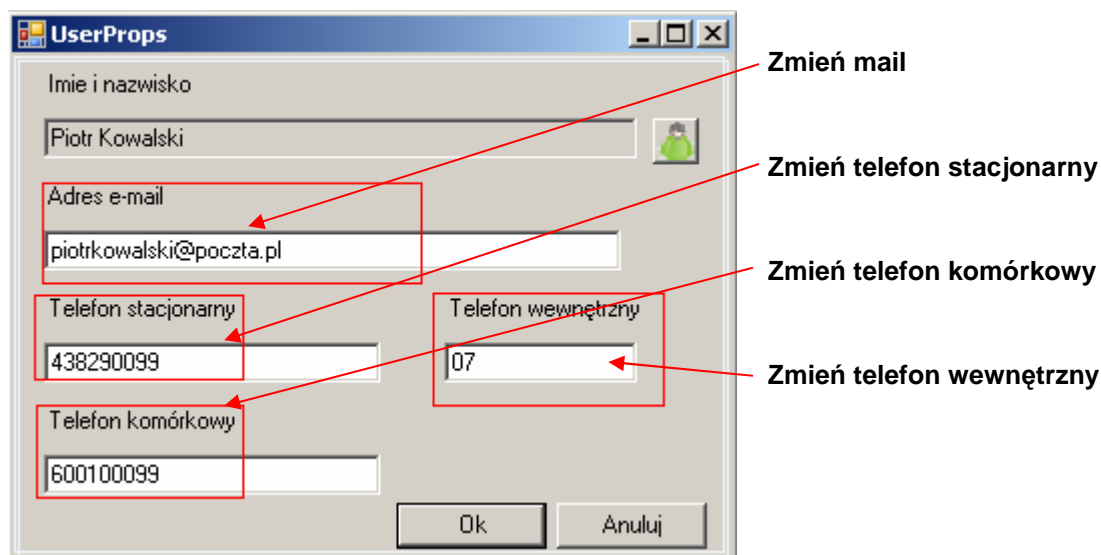 UserProps
Imie i nazwisko
Piotr Kowalski
Adres e-mail
piotrkowalski@poczta.pl
Telefon stacjonarny
Telefon wewnętrzny
438290099
07
Telefon komórkowy
600100099
Ok
Anuluj
Zmień mail
Zmień telefon stacjonarny
Zmień telefon komórkowy
Zmień telefon wewnętrzny